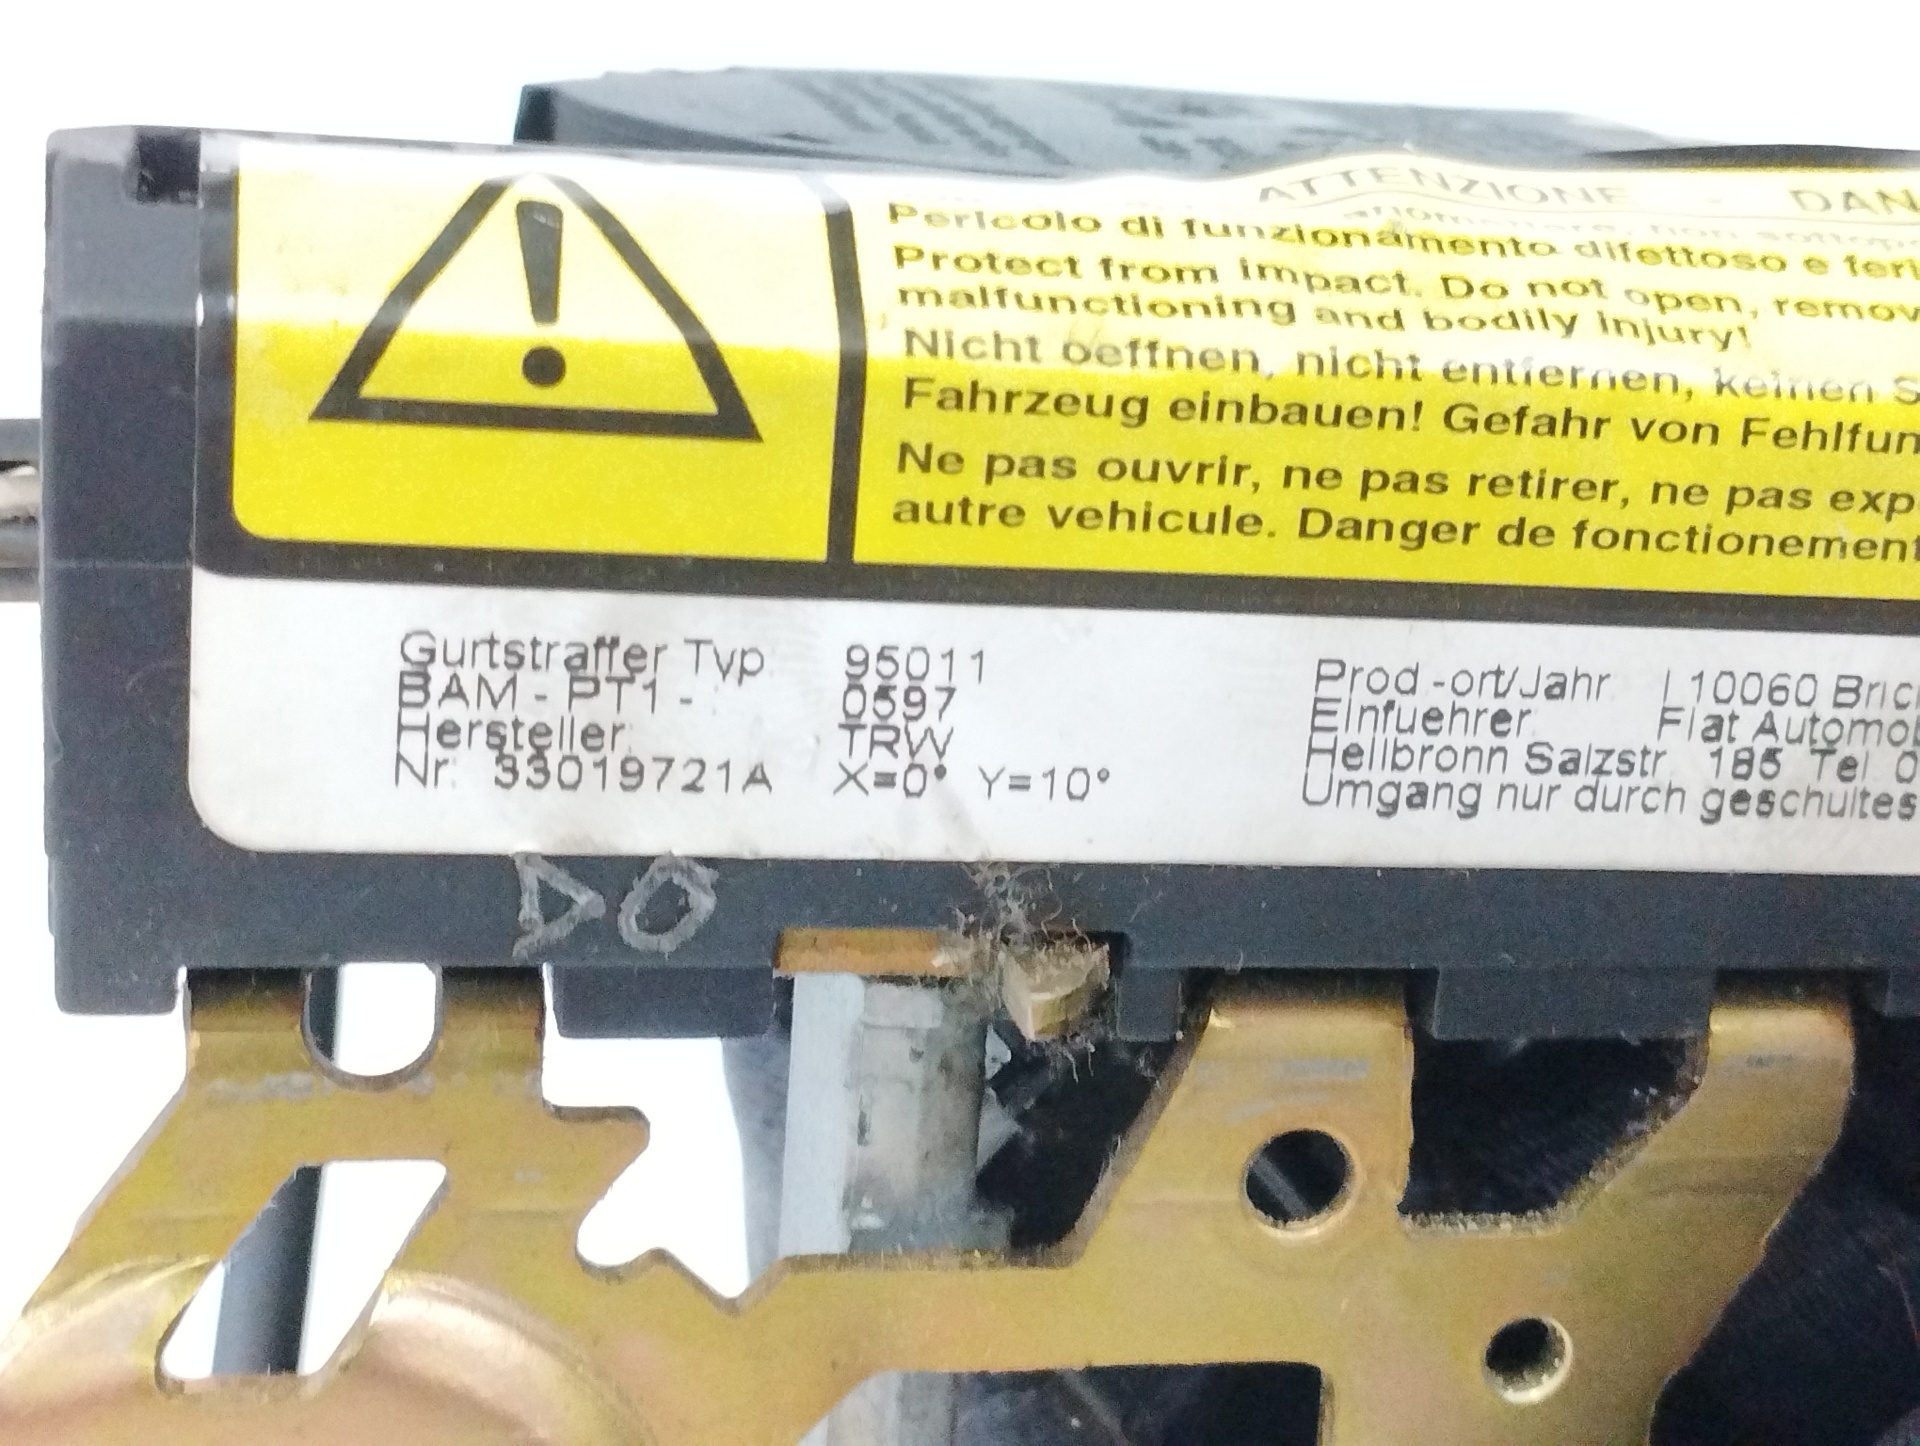 ATTENZIONE - DAN
Pericolo di funzionamento difettoso e feri
Protect from impact. Do not open, remov
malfunctioning and bodily injury!
Nicht oeffnen, nicht entfernen, keinen S
Fahrzeug einbauen! Gefahr von Fehlfun
Ne pas ouvrir, ne pas retirer, ne pas exp
autre vehicule. Danger de fonctionement
Gurtstraffer Typ 95011
BAM - PT1 - 0597
Hersteller: TRW
Nr: 33019721A X=0° Y=10°
Prod.-ort/Jahr I 10060 Bric
Einfuehrer: Fiat Automob
Heilbronn Salzstr. 185 Tel 0
Umgang nur durch geschultes
DO